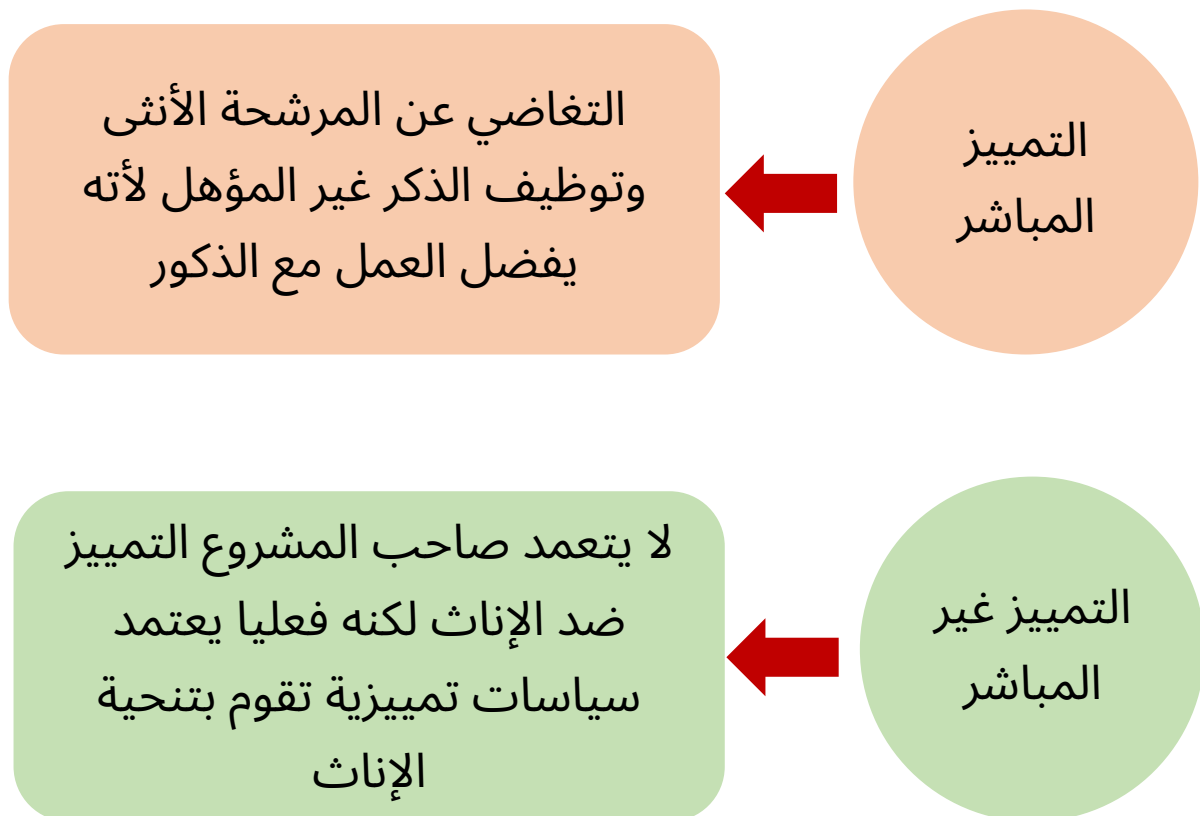 التمييز
المباشر
التغاضي عن المرشحة الأنثى
وتوظيف الذكر غير المؤهل لأته
يفضل العمل مع الذكور
التمييز غير
المباشر
لا يتعمد صاحب المشروع التمييز
ضد الإناث لكنه فعليا يعتمد
سياسات تمييزية تقوم بتنحية
الإناث